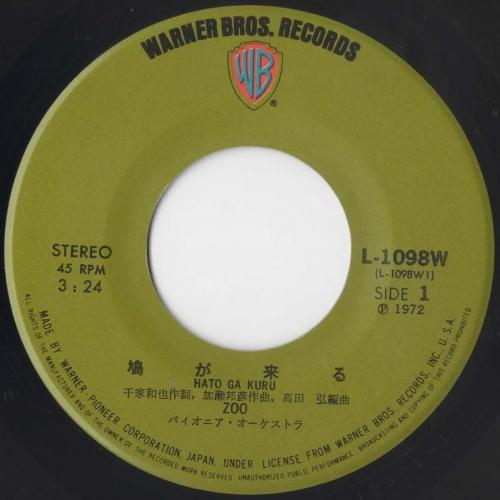 WARNER BROS. RECORDS
WB
®
STEREO
45 RPM
3:24
L-1098W
(L-1098W1)
SIDE 1
Ⓟ 1972
鳩が来る
HATO GA KURU
千家和也作詞，加瀬邦彦作曲，高田 弘編曲
ZOO
パイオニア・オーケストラ
MADE BY WARNER-PIONEER CORPORATION, JAPAN, UNDER LICENSE FROM WARNER BROS. RECORDS, INC., U.S.A.
ALL RIGHTS OF THE MANUFACTURER AND OF THE OWNER OF THE RECORDED WORK RESERVED. UNAUTHORIZED PUBLIC PERFORMANCE, BROADCASTING AND COPYING OF THIS RECORD PROHIBITED